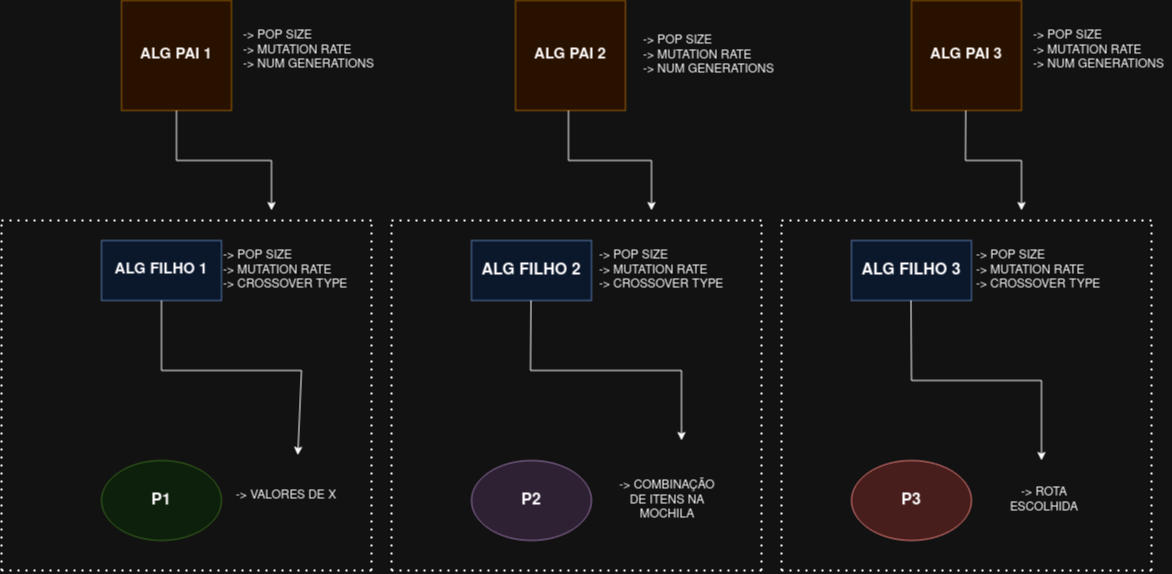 ALG PAI 1
-> POP SIZE
-> MUTATION RATE
-> NUM GENERATIONS
ALG PAI 2
-> POP SIZE
-> MUTATION RATE
-> NUM GENERATIONS
ALG PAI 3
-> POP SIZE
-> MUTATION RATE
-> NUM GENERATIONS
ALG FILHO 1
-> POP SIZE
-> MUTATION RATE
-> CROSSOVER TYPE
ALG FILHO 2
-> POP SIZE
-> MUTATION RATE
-> CROSSOVER TYPE
ALG FILHO 3
-> POP SIZE
-> MUTATION RATE
-> CROSSOVER TYPE
P1
-> VALORES DE X
P2
-> COMBINAÇÃO
DE ITENS NA
MOCHILA
P3
-> ROTA
ESCOLHIDA